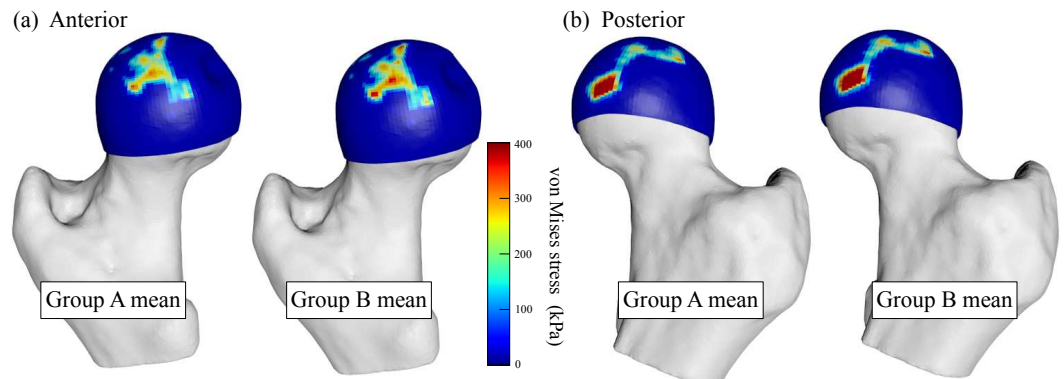 (a) Anterior
(b) Posterior
400
300
200
100
0
von Mises stress (kPa)
Group A mean
Group B mean
Group A mean
Group B mean